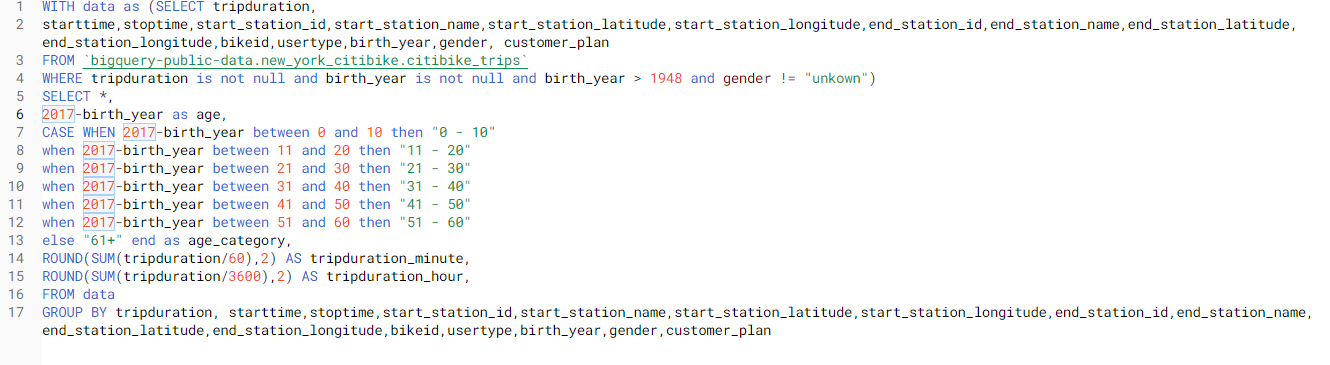 1 WITH data as (SELECT tripduration,
2 starttime,stoptime,start_station_id,start_station_name,start_station_latitude,start_station_longitude,end_station_id,end_station_name,end_station_latitude,
end_station_longitude,bikeid,usertype,birth_year,gender, customer_plan
3 FROM `bigquery-public-data.new_york_citibike.citibike_trips`
4 WHERE tripduration is not null and birth_year is not null and birth_year > 1948 and gender != "unkown")
5 SELECT *,
6 2017-birth_year as age,
7 CASE WHEN 2017-birth_year between 0 and 10 then "0 - 10"
8 when 2017-birth_year between 11 and 20 then "11 - 20"
9 when 2017-birth_year between 21 and 30 then "21 - 30"
10 when 2017-birth_year between 31 and 40 then "31 - 40"
11 when 2017-birth_year between 41 and 50 then "41 - 50"
12 when 2017-birth_year between 51 and 60 then "51 - 60"
13 else "61+" end as age_category,
14 ROUND(SUM(tripduration/60),2) AS tripduration_minute,
15 ROUND(SUM(tripduration/3600),2) AS tripduration_hour,
16 FROM data
17 GROUP BY tripduration, starttime,stoptime,start_station_id,start_station_name,start_station_latitude,start_station_longitude,end_station_id,end_station_name,
end_station_latitude,end_station_longitude,bikeid,usertype,birth_year,gender,customer_plan